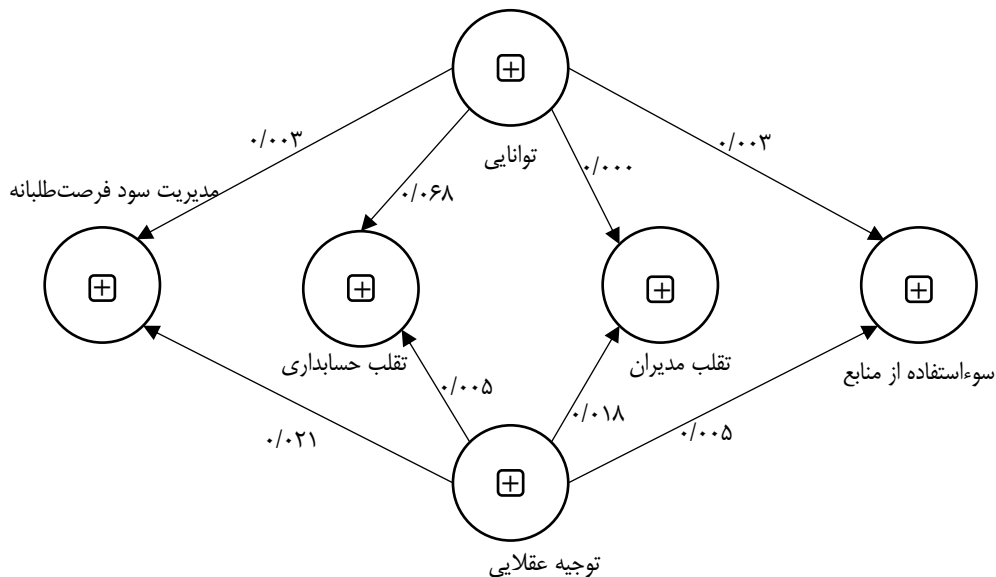 توانایی
۰/۰۰۳
۰/۰۰۳
۰/۰۰۰
۰/۰۶۸
مدیریت سود فرصت‌طلبانه
تقلب حسابداری
تقلب مدیران
سوءاستفاده از منابع
۰/۰۰۵
۰/۰۱۸
۰/۰۰۵
۰/۰۲۱
توجیه عقلایی